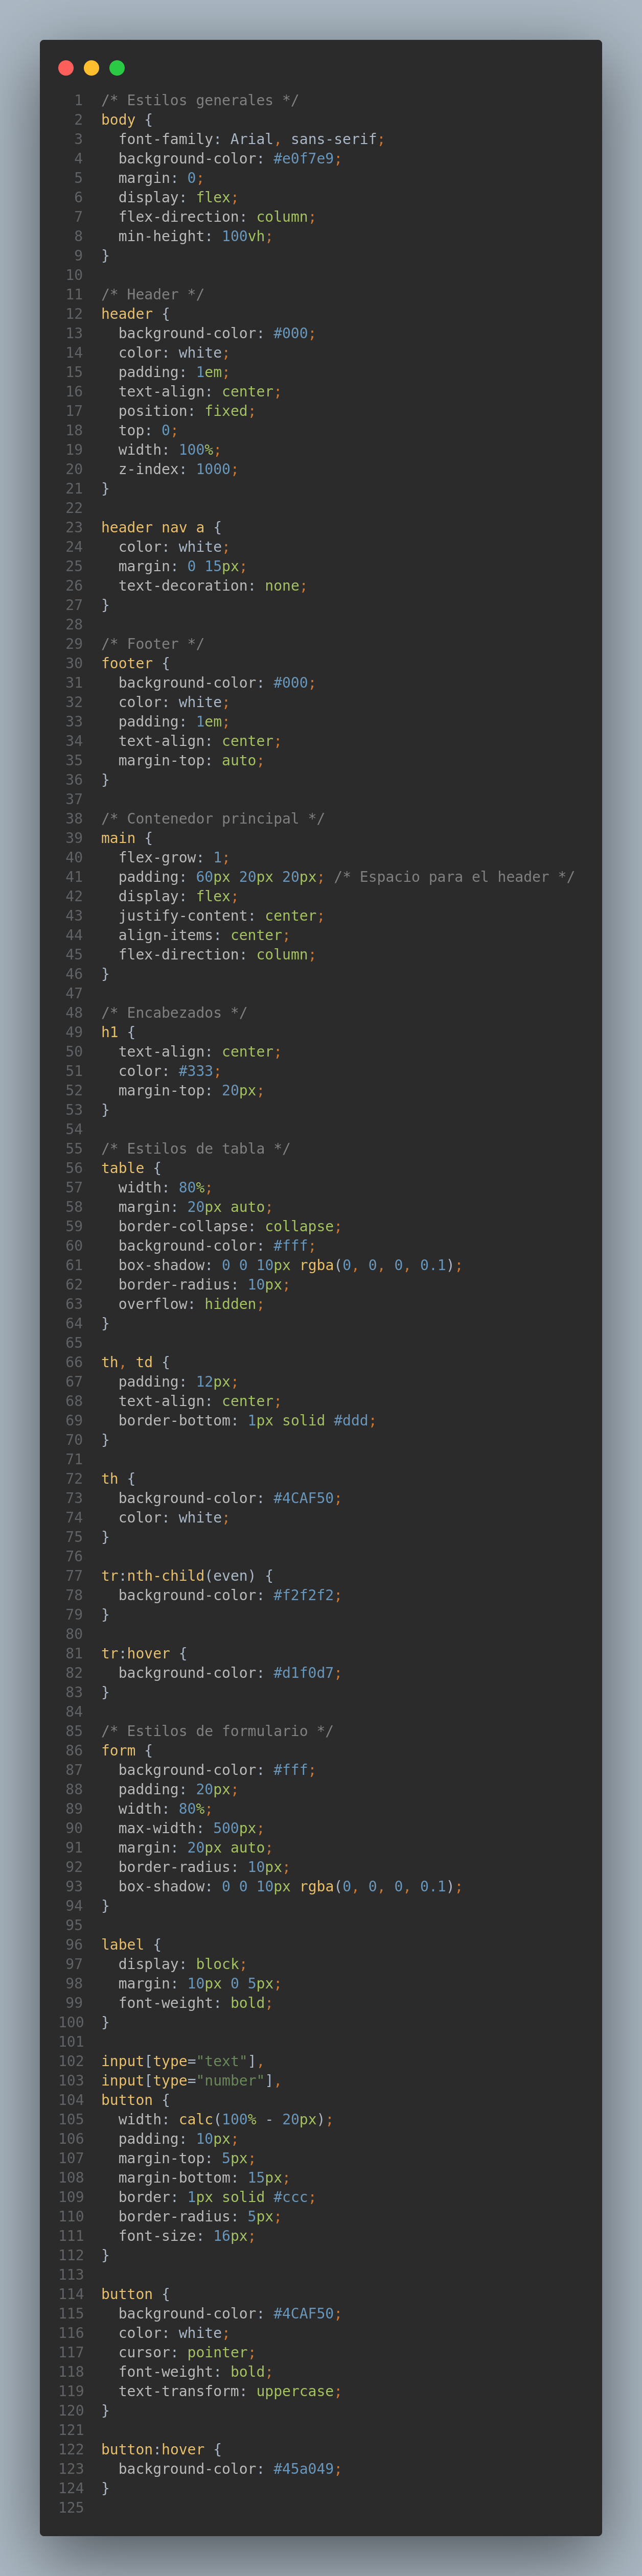 1 /* Estilos generales */
2 body {
3   font-family: Arial, sans-serif;
4   background-color: #e0f7e9;
5   margin: 0;
6   display: flex;
7   flex-direction: column;
8   min-height: 100vh;
9 }
10
11 /* Header */
12 header {
13   background-color: #000;
14   color: white;
15   padding: 1em;
16   text-align: center;
17   position: fixed;
18   top: 0;
19   width: 100%;
20   z-index: 1000;
21 }
22
23 header nav a {
24   color: white;
25   margin: 0 15px;
26   text-decoration: none;
27 }
28
29 /* Footer */
30 footer {
31   background-color: #000;
32   color: white;
33   padding: 1em;
34   text-align: center;
35   margin-top: auto;
36 }
37
38 /* Contenedor principal */
39 main {
40   flex-grow: 1;
41   padding: 60px 20px 20px; /* Espacio para el header */
42   display: flex;
43   justify-content: center;
44   align-items: center;
45   flex-direction: column;
46 }
47
48 /* Encabezados */
49 h1 {
50   text-align: center;
51   color: #333;
52   margin-top: 20px;
53 }
54
55 /* Estilos de tabla */
56 table {
57   width: 80%;
58   margin: 20px auto;
59   border-collapse: collapse;
60   background-color: #fff;
61   box-shadow: 0 0 10px rgba(0, 0, 0, 0.1);
62   border-radius: 10px;
63   overflow: hidden;
64 }
65
66 th, td {
67   padding: 12px;
68   text-align: center;
69   border-bottom: 1px solid #ddd;
70 }
71
72 th {
73   background-color: #4CAF50;
74   color: white;
75 }
76
77 tr:nth-child(even) {
78   background-color: #f2f2f2;
79 }
80
81 tr:hover {
82   background-color: #d1f0d7;
83 }
84
85 /* Estilos de formulario */
86 form {
87   background-color: #fff;
88   padding: 20px;
89   width: 80%;
90   max-width: 500px;
91   margin: 20px auto;
92   border-radius: 10px;
93   box-shadow: 0 0 10px rgba(0, 0, 0, 0.1);
94 }
95
96 label {
97   display: block;
98   margin: 10px 0 5px;
99   font-weight: bold;
100 }
101
102 input[type="text"],
103 input[type="number"],
104 button {
105   width: calc(100% - 20px);
106   padding: 10px;
107   margin-top: 5px;
108   margin-bottom: 15px;
109   border: 1px solid #ccc;
110   border-radius: 5px;
111   font-size: 16px;
112 }
113
114 button {
115   background-color: #4CAF50;
116   color: white;
117   cursor: pointer;
118   font-weight: bold;
119   text-transform: uppercase;
120 }
121
122 button:hover {
123   background-color: #45a049;
124 }
125